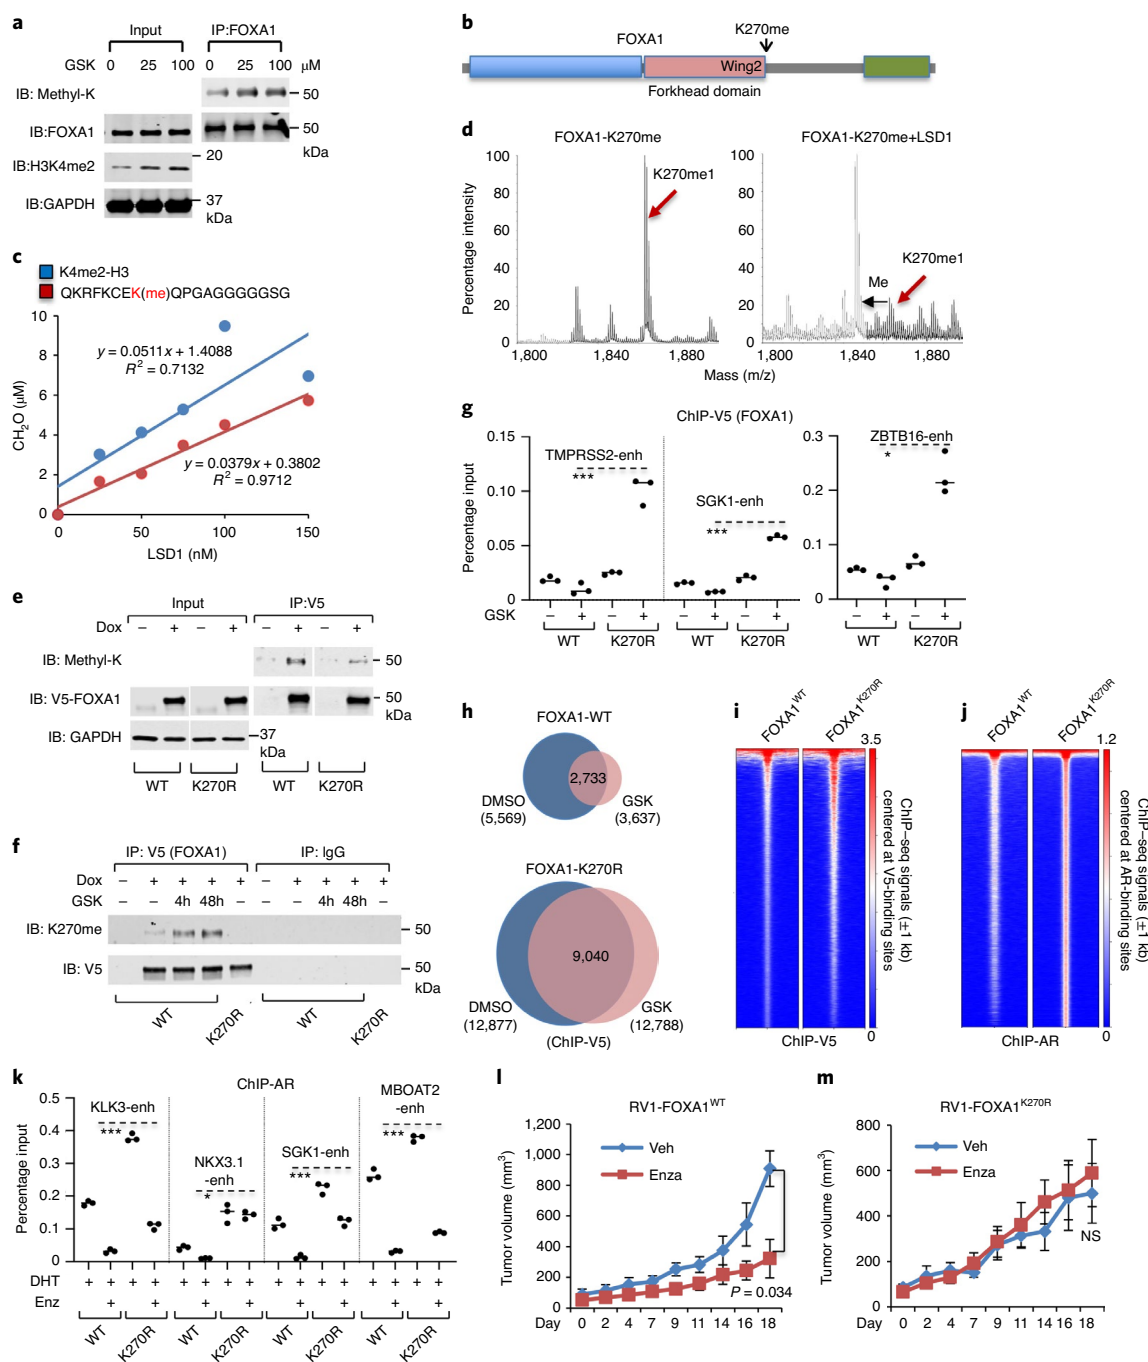 a
Input
IP:FOXA1
GSK 0 25 100 0 25 100 µM
IB: Methyl-K
50
IB:FOXA1
50
kDa
IB:H3K4me2
20
IB:GAPDH
37
kDa
b
K270me
FOXA1
Wing2
Forkhead domain
c
K4me2-H3
QKRFKCEK(me)QPGAGGGGGSG
10
8
6
4
2
0
CH2O (µM)
y = 0.0511x + 1.4088
R2 = 0.7132
y = 0.0379x + 0.3802
R2 = 0.9712
0 50 100 150
LSD1 (nM)
d
FOXA1-K270me
FOXA1-K270me+LSD1
Percentage intensity
100
80
60
40
20
0
K270me1
1,800 1,840 1,880
100
80
60
40
20
0
Me
K270me1
1,800 1,840 1,880
Mass (m/z)
e
Input
IP:V5
Dox – + – + – + – +
IB: Methyl-K
50
IB: V5-FOXA1
50
kDa
IB: GAPDH
37
kDa
WT K270R WT K270R
f
IP: V5 (FOXA1)
IP: IgG
Dox – + + + + – + + + +
GSK – – 4h 48h – – – 4h 48h –
IB: K270me
50
IB: V5
50
kDa
WT
K270R
WT
K270R
g
ChIP-V5 (FOXA1)
Percentage input
0.15
0.10
0.05
0
TMPRSS2-enh
***
SGK1-enh
***
0.3
0.2
0.1
0
ZBTB16-enh
*
GSK – + – + – + – + – + – +
WT K270R WT K270R WT K270R
h
FOXA1-WT
2,733
DMSO
(5,569)
GSK
(3,637)
FOXA1-K270R
9,040
DMSO
(12,877)
GSK
(12,788)
(ChIP-V5)
i
FOXA1WT
FOXA1K270R
3.5
0
ChIP–seq signals (±1 kb)
centered at V5-binding sites
ChIP-V5
j
FOXA1WT
FOXA1K270R
1.2
0
ChIP–seq signals (±1 kb)
centered at AR-binding sites
ChIP-AR
k
ChIP-AR
Percentage input
0.5
0.4
0.3
0.2
0.1
0
KLK3-enh
***
NKX3.1
-enh
*
SGK1-enh
***
MBOAT2
-enh
***
DHT + + + + + + + + + + + + + + + +
Enz + + + + + + + +
WT K270R WT K270R WT K270R WT K270R
l
RV1-FOXA1WT
Tumor volume (mm3)
1,200
1,000
800
600
400
200
0
Veh
Enza
P = 0.034
Day 0 2 4 7 9 11 14 16 18
m
RV1-FOXA1K270R
Tumor volume (mm3)
800
600
400
200
0
Veh
Enza
NS
Day 0 2 4 7 9 11 14 16 18